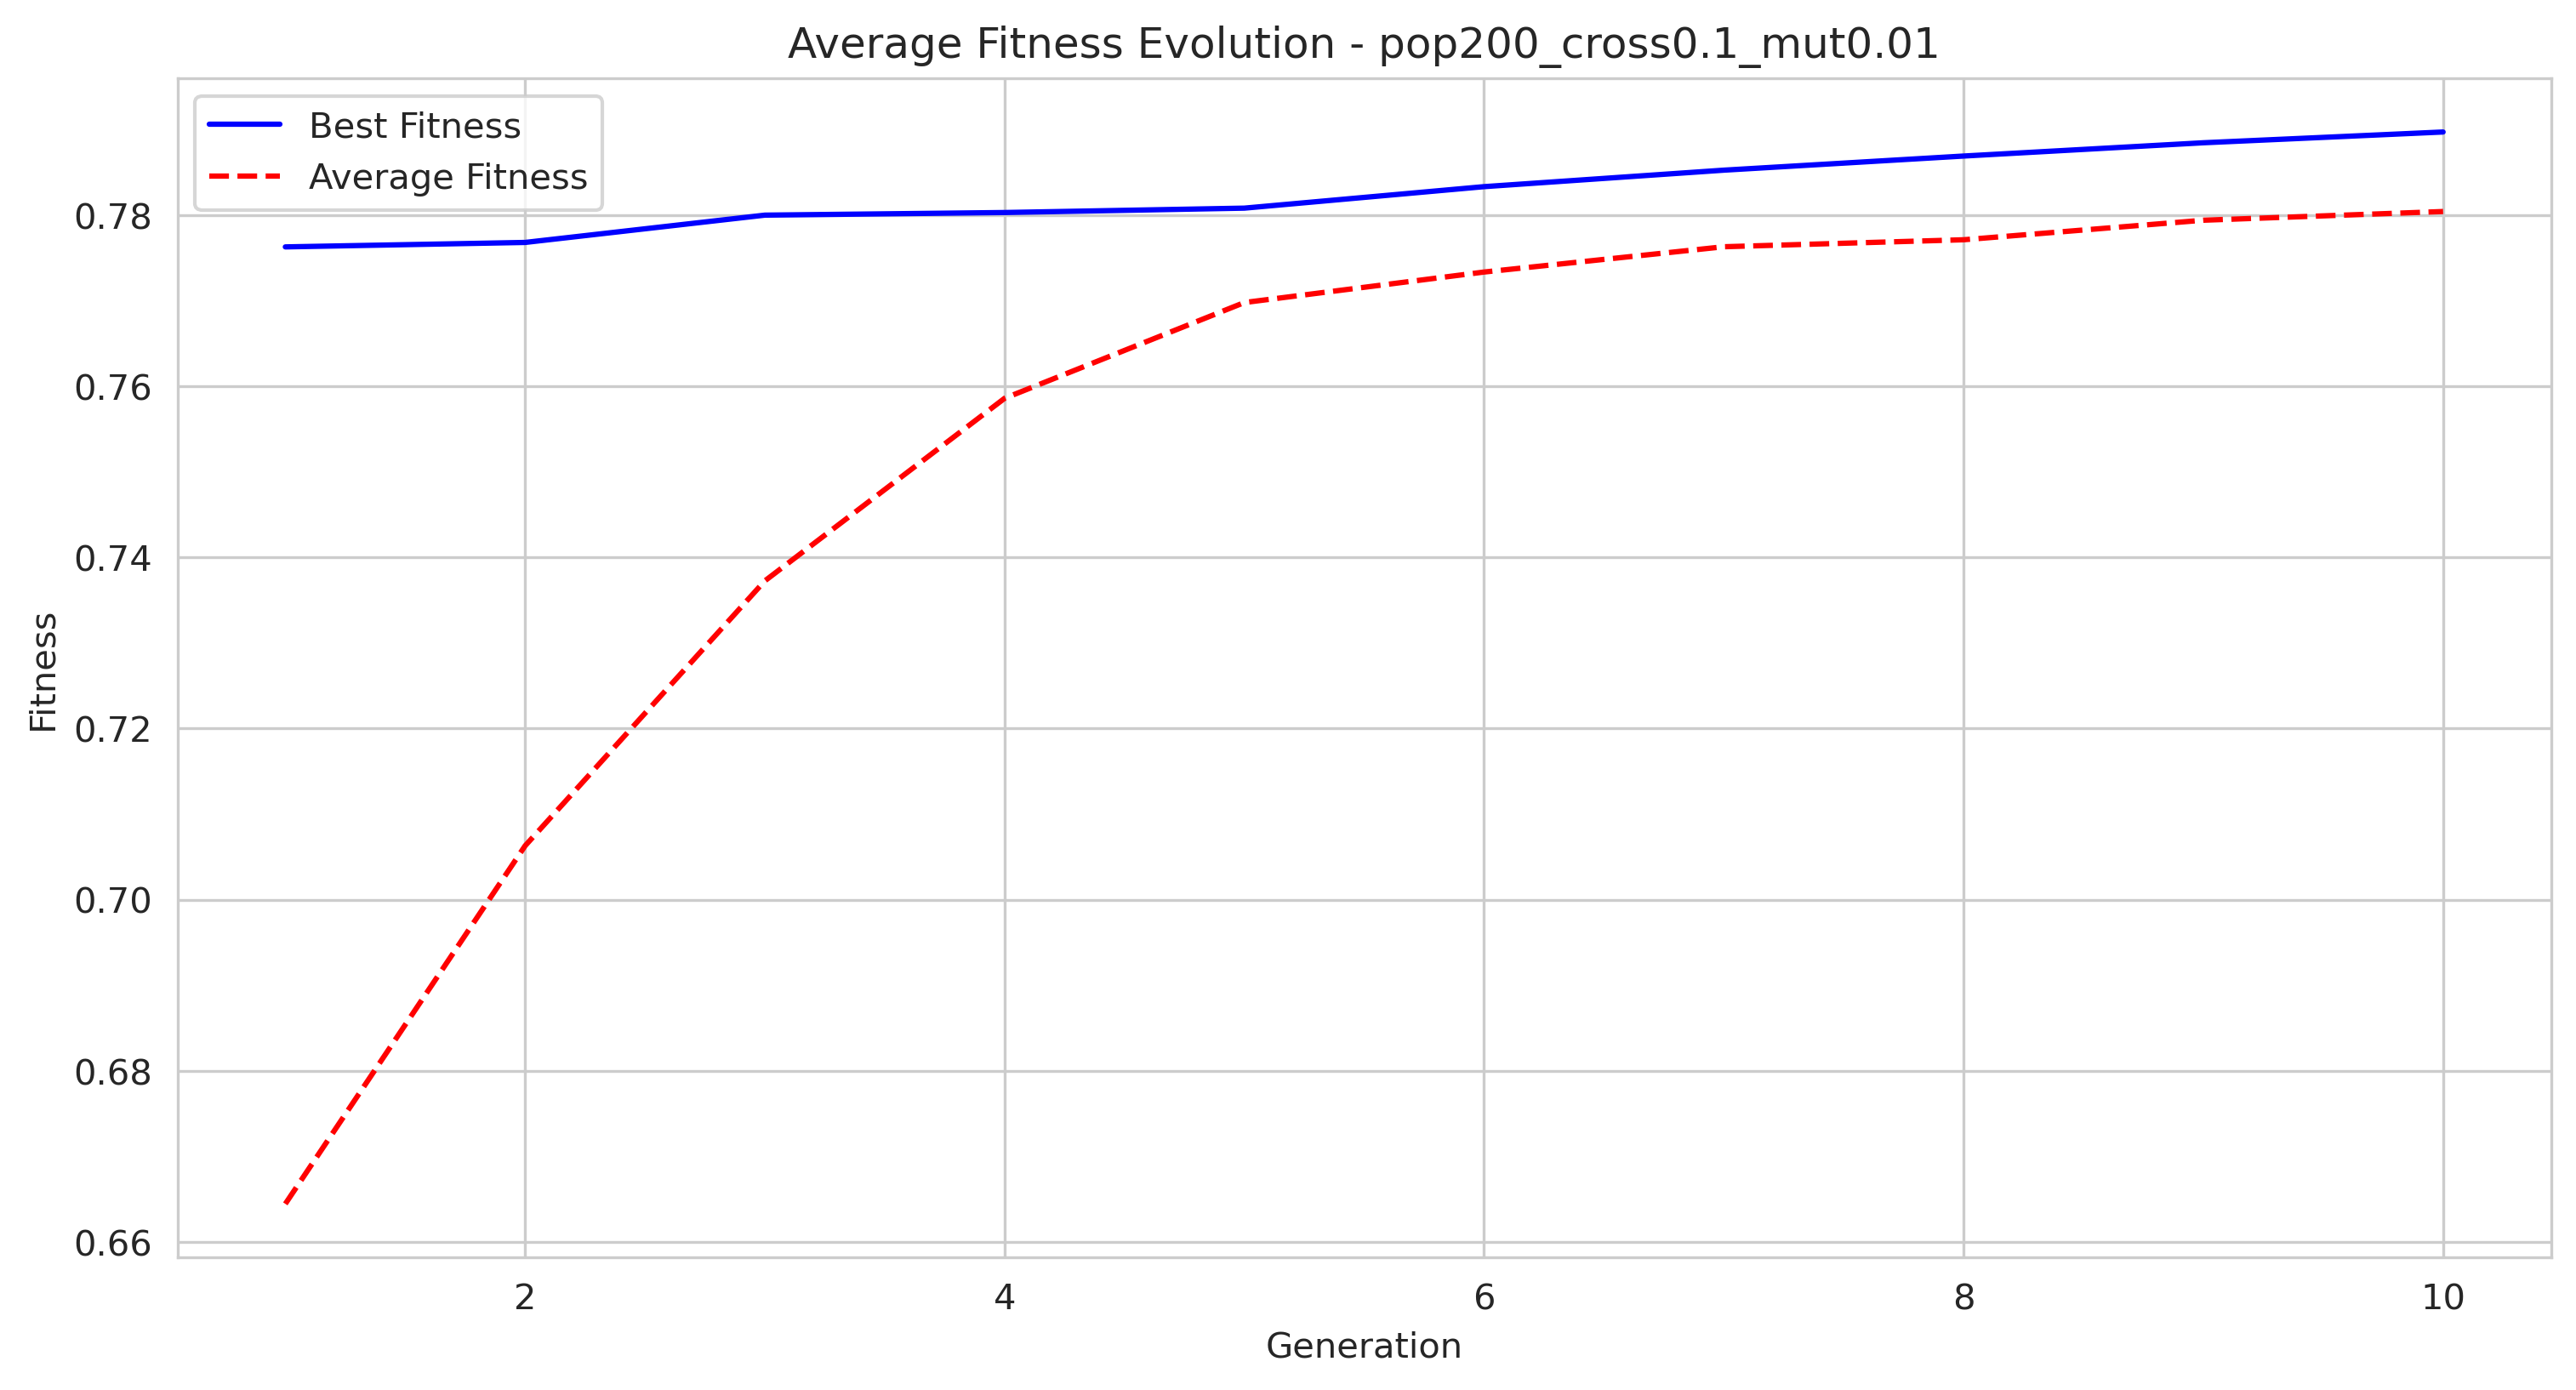 Average Fitness Evolution - pop200_cross0.1_mut0.01
Best Fitness
Average Fitness
0.78
0.76
0.74
0.72
0.70
0.68
0.66
Fitness
2 4 6 8 10
Generation